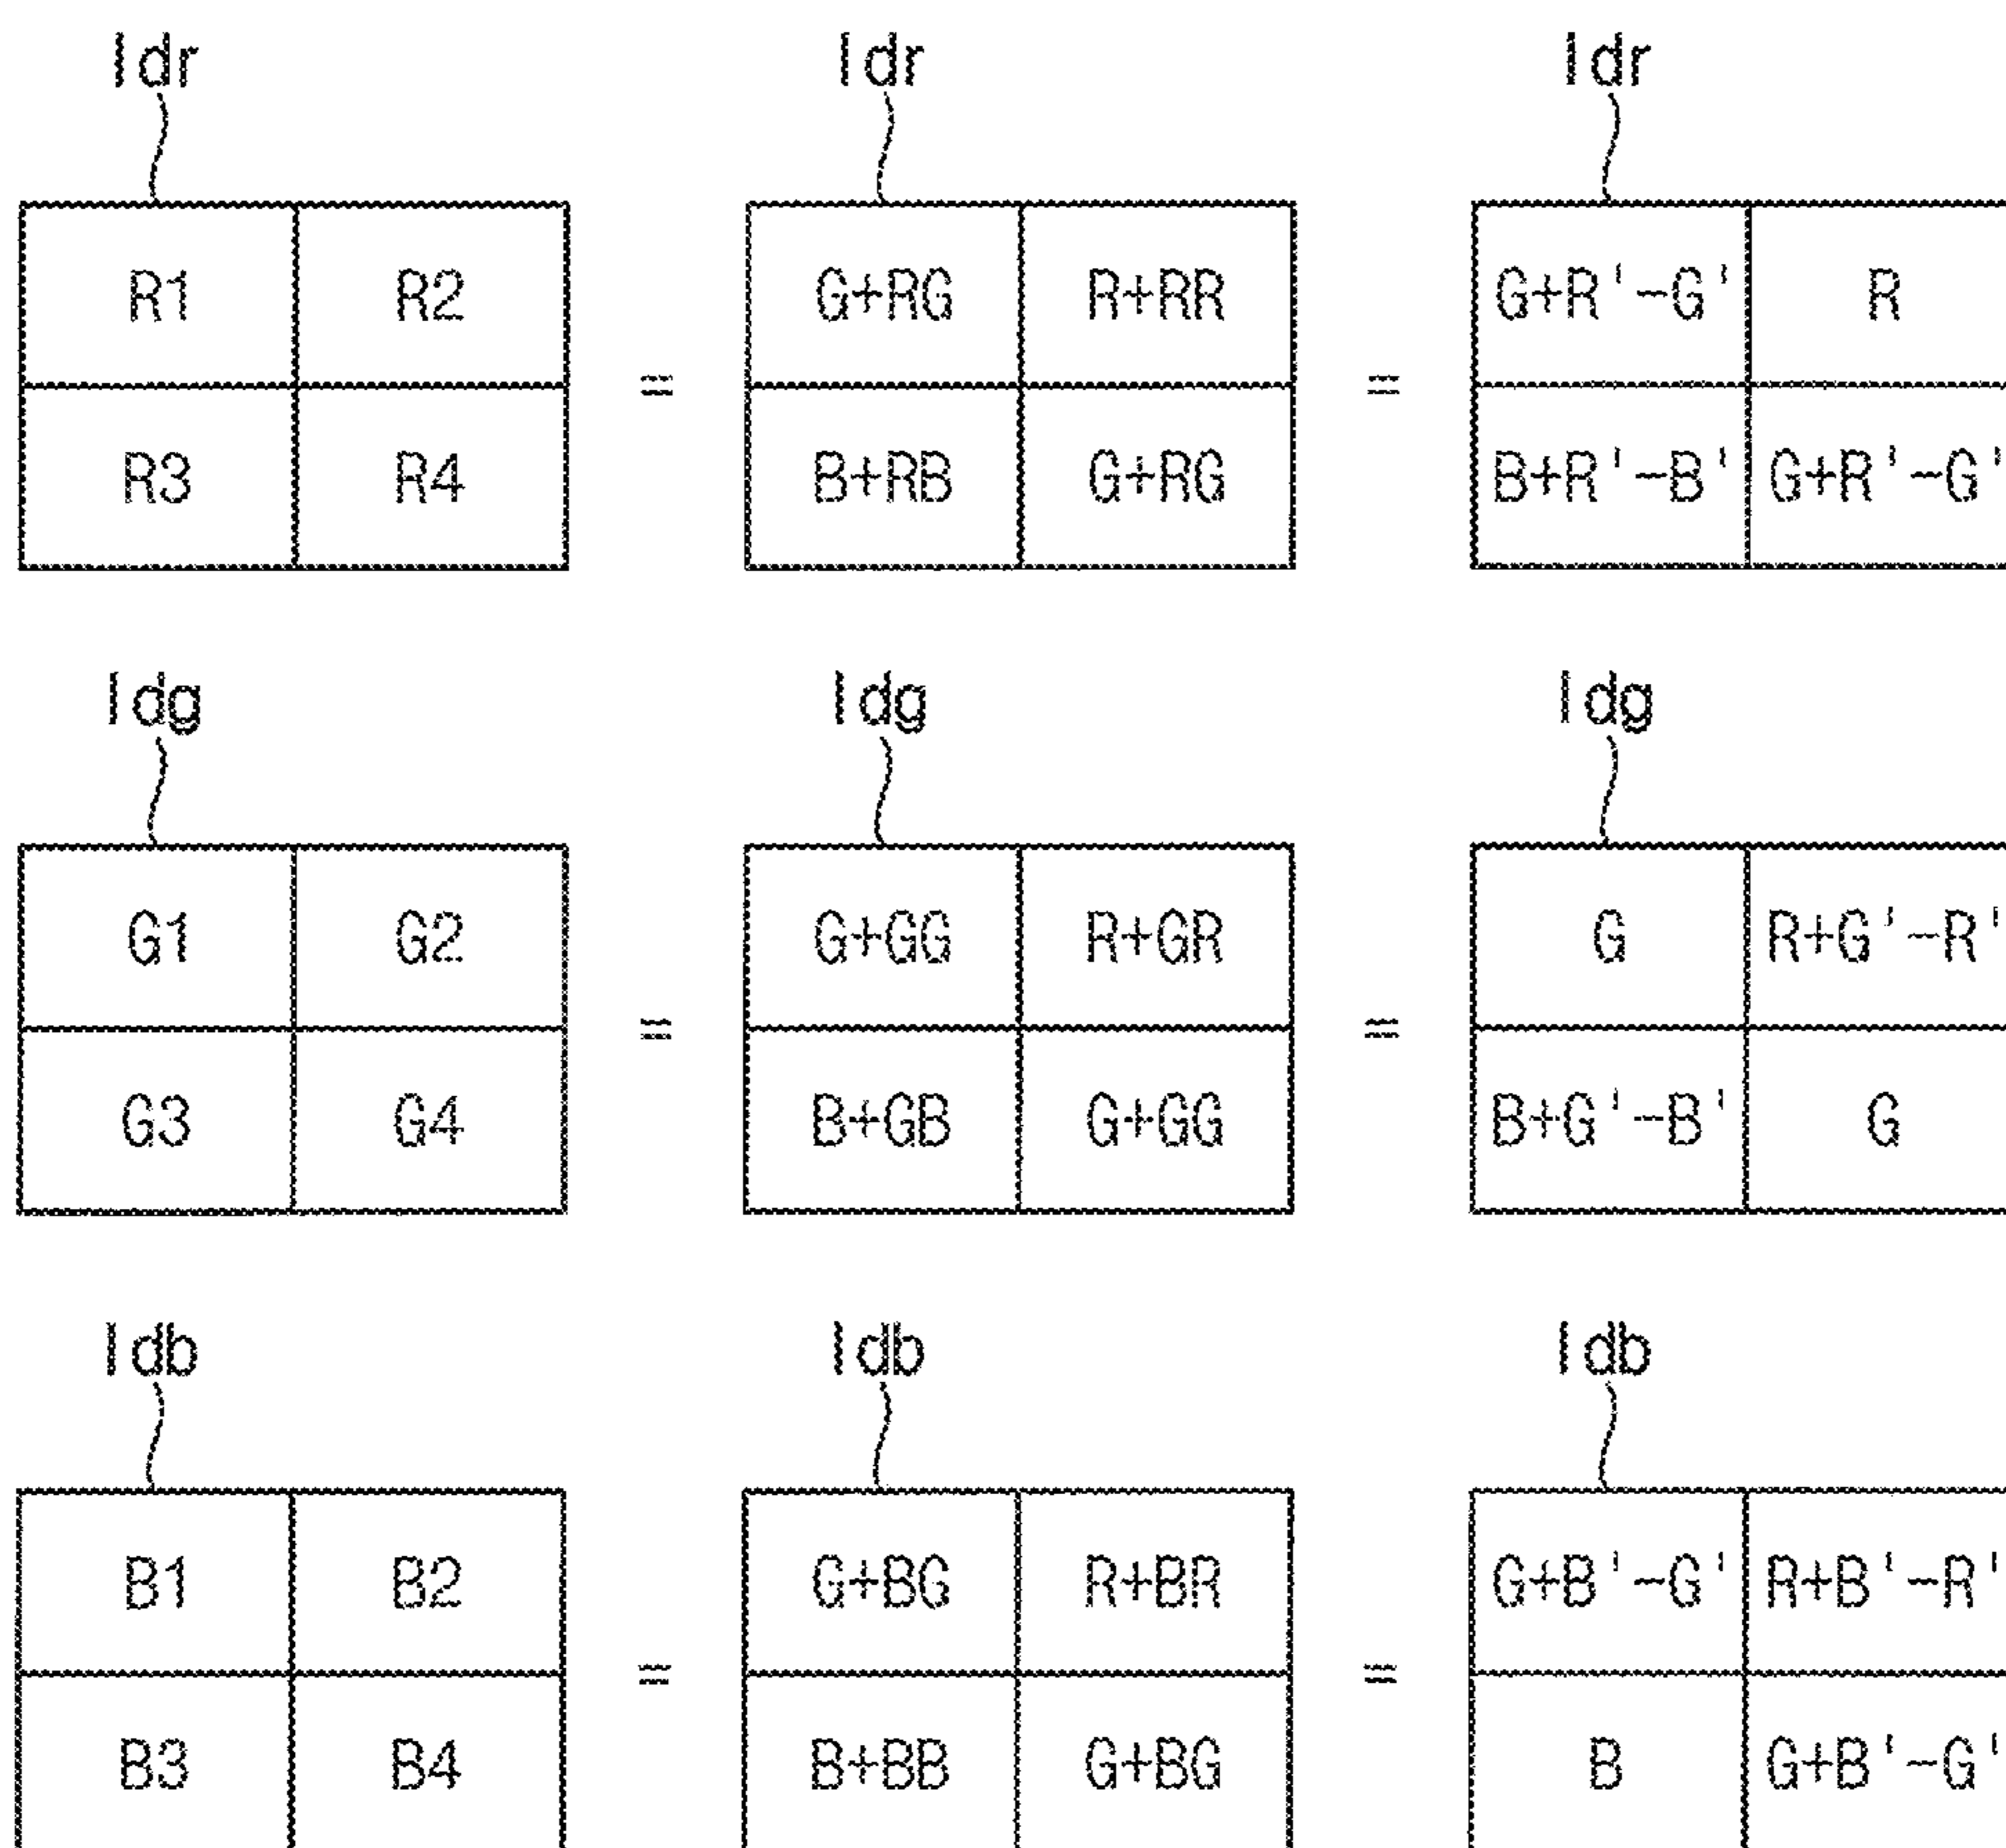 Idr Idr Idr
R1 R2 G+RG R+RR G+R'-G' R
= =
R3 R4 B+RB G+RG B+R'-B' G+R'-G'
Idg Idg Idg
G1 G2 G+GG R+GR G R+G'-R'
= =
G3 G4 B+GB G+GG B+G'-B' G
Idb Idb Idb
B1 B2 G+BG R+BR G+B'-G' R+B'-R'
= =
B3 B4 B+BB G+BG B G+B'-G'